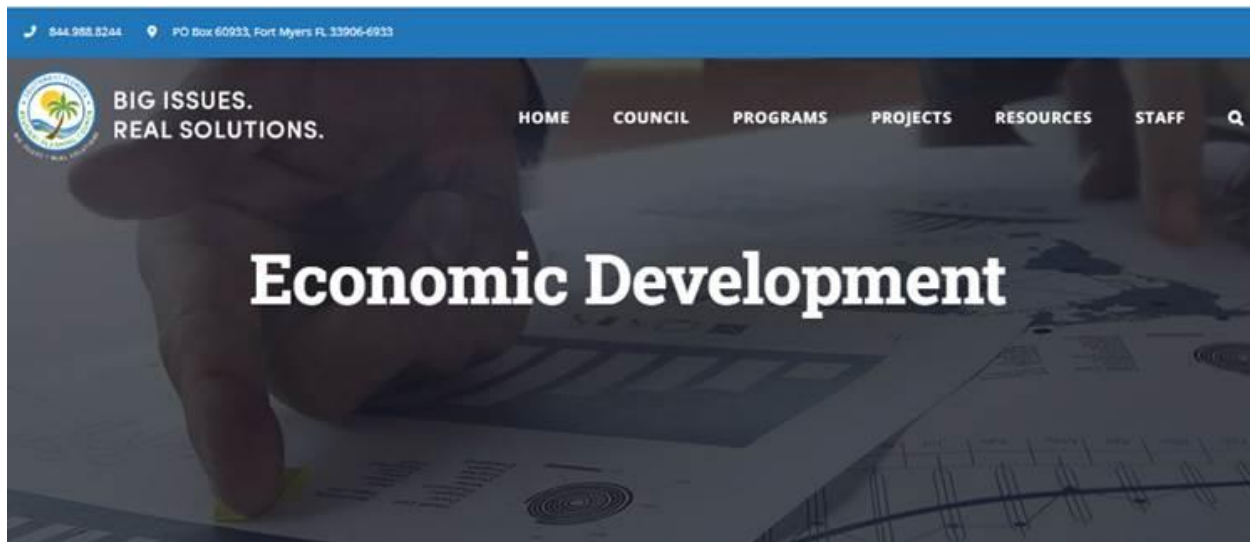 844.988.8244 PO Box 60933, Fort Myers FL 33906-6933
BIG ISSUES.
REAL SOLUTIONS.
HOME COUNCIL PROGRAMS PROJECTS RESOURCES STAFF
Economic Development